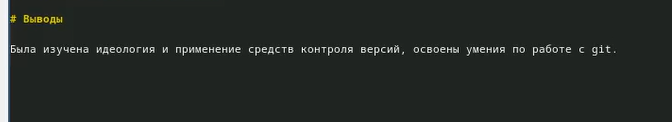 # Выводы
Была изучена идеология и применение средств контроля версий, освоены умения по работе с git.